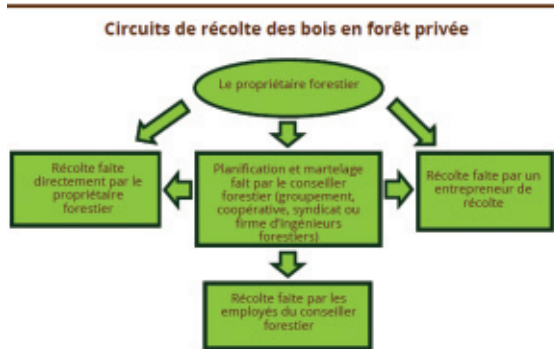 Circuits de récolte des bois en forêt privée
Le propriétaire forestier
Récolte faite
directement par le
propriétaire
forestier
Planification et martelage
fait par le conseiller
forestier (groupement,
coopérative, syndicat ou
firme d'ingénieurs
forestiers)
Récolte faite par un
entrepreneur de
récolte
Récolte faite par les
employés du conseiller
forestier